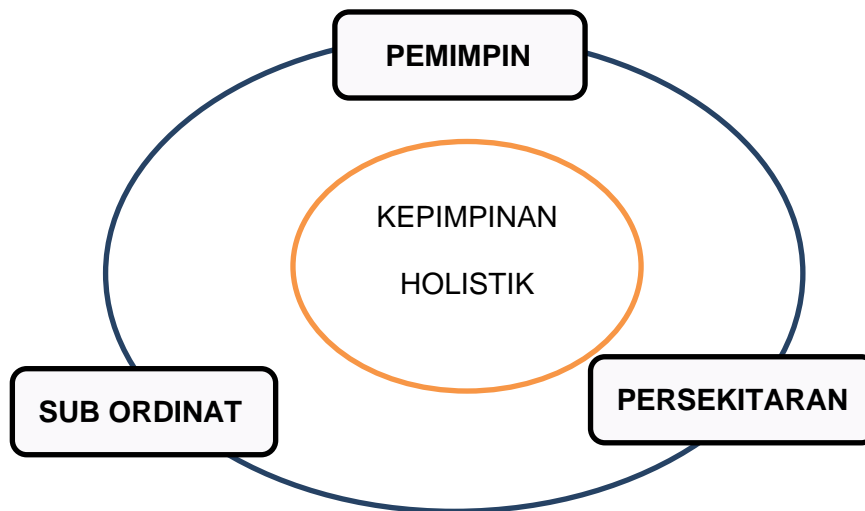 PEMIMPIN
KEPIMPINAN
HOLISTIK
SUB ORDINAT
PERSEKITARAN